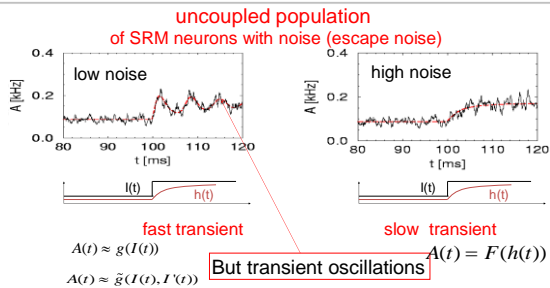 uncoupled population
of SRM neurons with noise (escape noise)
0.4
low noise
A [kHz]
0.2
0.0
80 90 100 110 120
t [ms]
I(t)
h(t)
0.4
high noise
A [kHz]
0.2
0.0
80 90 100 110 120
t [ms]
I(t)
h(t)
fast transient
slow transient
A(t) ≈ g(I(t))
But transient oscillations
A(t) = F(h(t))
A(t) ≈ g̃(I(t), I'(t))